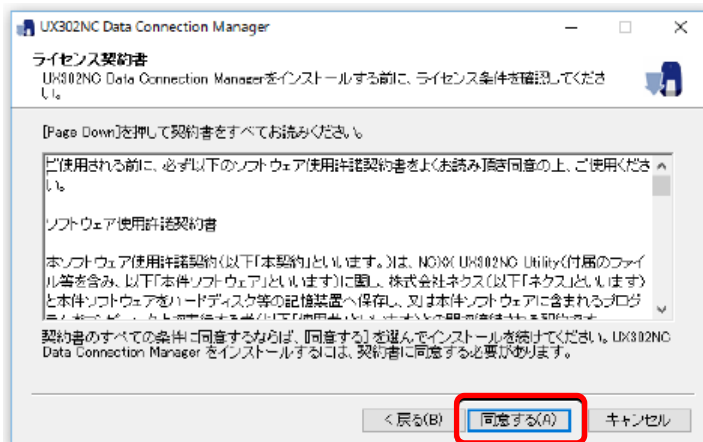 UX302NC Data Connection Manager
ライセンス契約書
UX302NC Data Connection Managerをインストールする前に、ライセンス条件を確認してくださ
い。
[Page Down]を押して契約書をすべてお読みください。
ご使用される前に、必ず以下のソフトウェア使用許諾契約書をよくお読み頂き同意の上、ご使用くださ
い。
ソフトウェア使用許諾契約書
本ソフトウェア使用許諾契約(以下「本契約」といいます。)は、NCXX UX302NC Utility(付属のファイ
ル等を含み、以下「本件ソフトウェア」といいます)に関し、株式会社ネクス(以下「ネクス」といいます)
と本件ソフトウェアをハードディスク等の記憶装置へ保存し、又は本件ソフトウェアに含まれるプログ
契約書のすべての条件に同意するならば、[同意する] を選んでインストールを続けてください。UX302NC
Data Connection Manager をインストールするには、契約書に同意する必要があります。
< 戻る(B)
同意する(A)
キャンセル